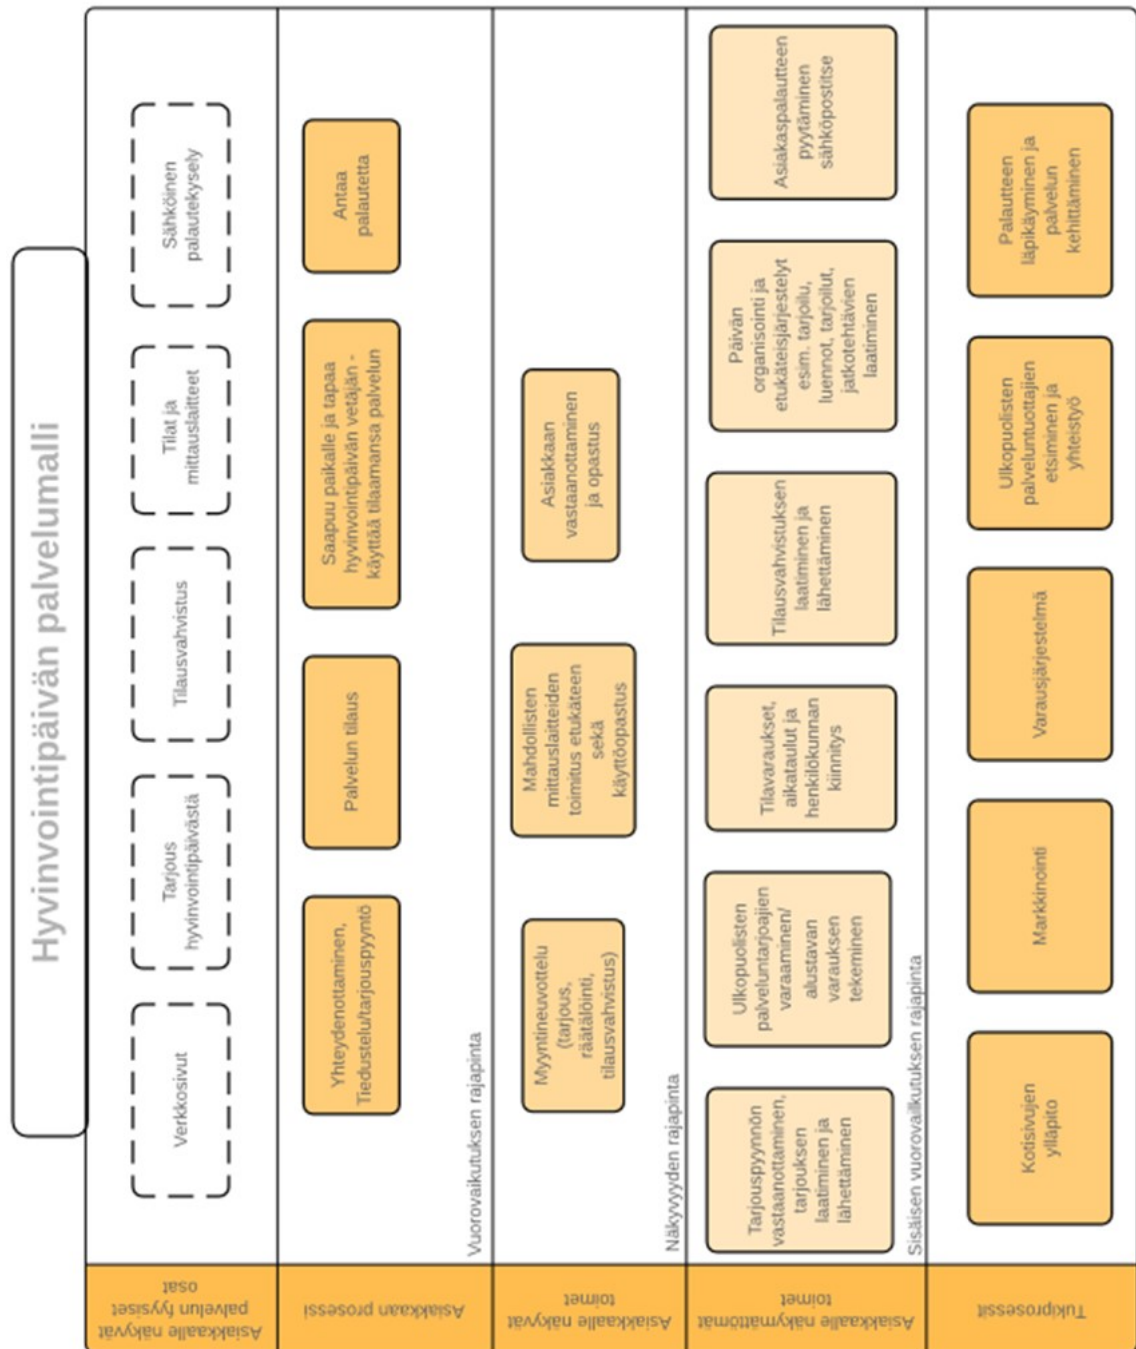 Hyvinvointipäivän palvelumalli
Asiakkaalle näkyvät
palvelun fyysiset
osat
Verkkosivut
Tarjous
hyvinvointipäivästä
Tilausvahvistus
Tilat ja
mittauslaitteet
Sähköinen
palautekysely
Asiakkaan prosessi
Yhteydenottaminen,
Tiedustelu/tarjouspyyntö
Palvelun tilaus
Saapuu paikalle ja tapaa
hyvinvointipäivän vetäjän -
käyttää tilaamansa palvelun
Antaa
palautetta
Vuorovaikutuksen rajapinta
Asiakkaalle näkyvät
toimet
Myyntineuvottelu
(tarjous,
räätälöinti,
tilausvahvistus)
Mahdollisten
mittauslaitteiden
toimitus etukäteen
sekä
käyttöopastus
Asiakkaan
vastaanottaminen
ja opastus
Näkyvyyden rajapinta
Asiakkaalle näkymättömät
toimet
Tarjouspyynnön
vastaanottaminen,
tarjouksen
laatiminen ja
lähettäminen
Ulkopuolisten
palveluntarjoajien
varaaminen/
alustavan
varauksen
tekeminen
Tilavaraukset,
aikataulut ja
henkilökunnan
kiinnitys
Tilausvahvistuksen
laatiminen ja
lähettäminen
Päivän
organisointi ja
etukäteisjärjestelyt
esim. tarjoilu,
luennot, tarjoilut,
jatkotehtävien
laatiminen
Asiakaspalautteen
pyytäminen
sähköpostitse
Sisäisen vuorovailkutuksen rajapinta
Tukiprosessit
Kotisivujen
ylläpito
Markkinointi
Varausjärjestelmä
Ulkopuolisten
palveluntuottajien
etsiminen ja
yhteistyö
Palautteen
läpikäyminen ja
palvelun
kehittäminen